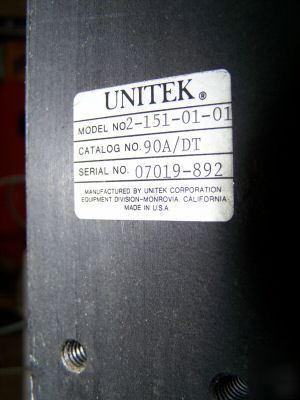 UNITEK®
MODEL NO2-151-01-01
CATALOG NO. 90A/DT
SERIAL NO. 07019-892
MANUFACTURED BY UNITEK CORPORATION
EQUIPMENT DIVISION-MONROVIA, CALIFORNIA
MADE IN U.S.A.